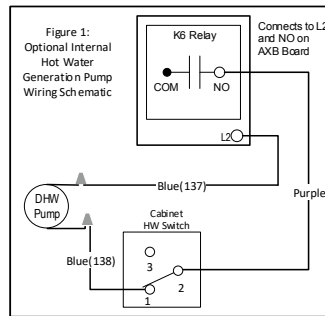 Figure 1:
Optional Internal
Hot Water
Generation Pump
Wiring Schematic
K6 Relay
COM
NO
L2
Connects to L2
and NO on
AXB Board
Blue(137)
Purple
DHW
Pump
Cabinet
HW Switch
Blue(138)
3
2
1